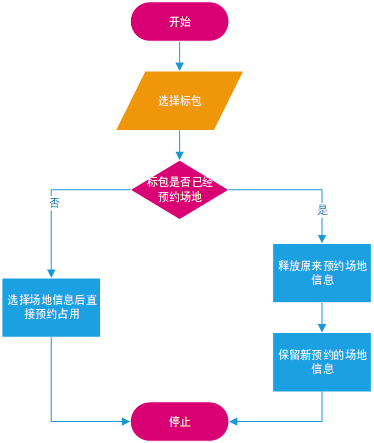 开始
选择标包
标包是否已经
预约场地
否
是
释放原来预约场地
信息
选择场地信息后直
接预约占用
保留新预约的场地
信息
停止